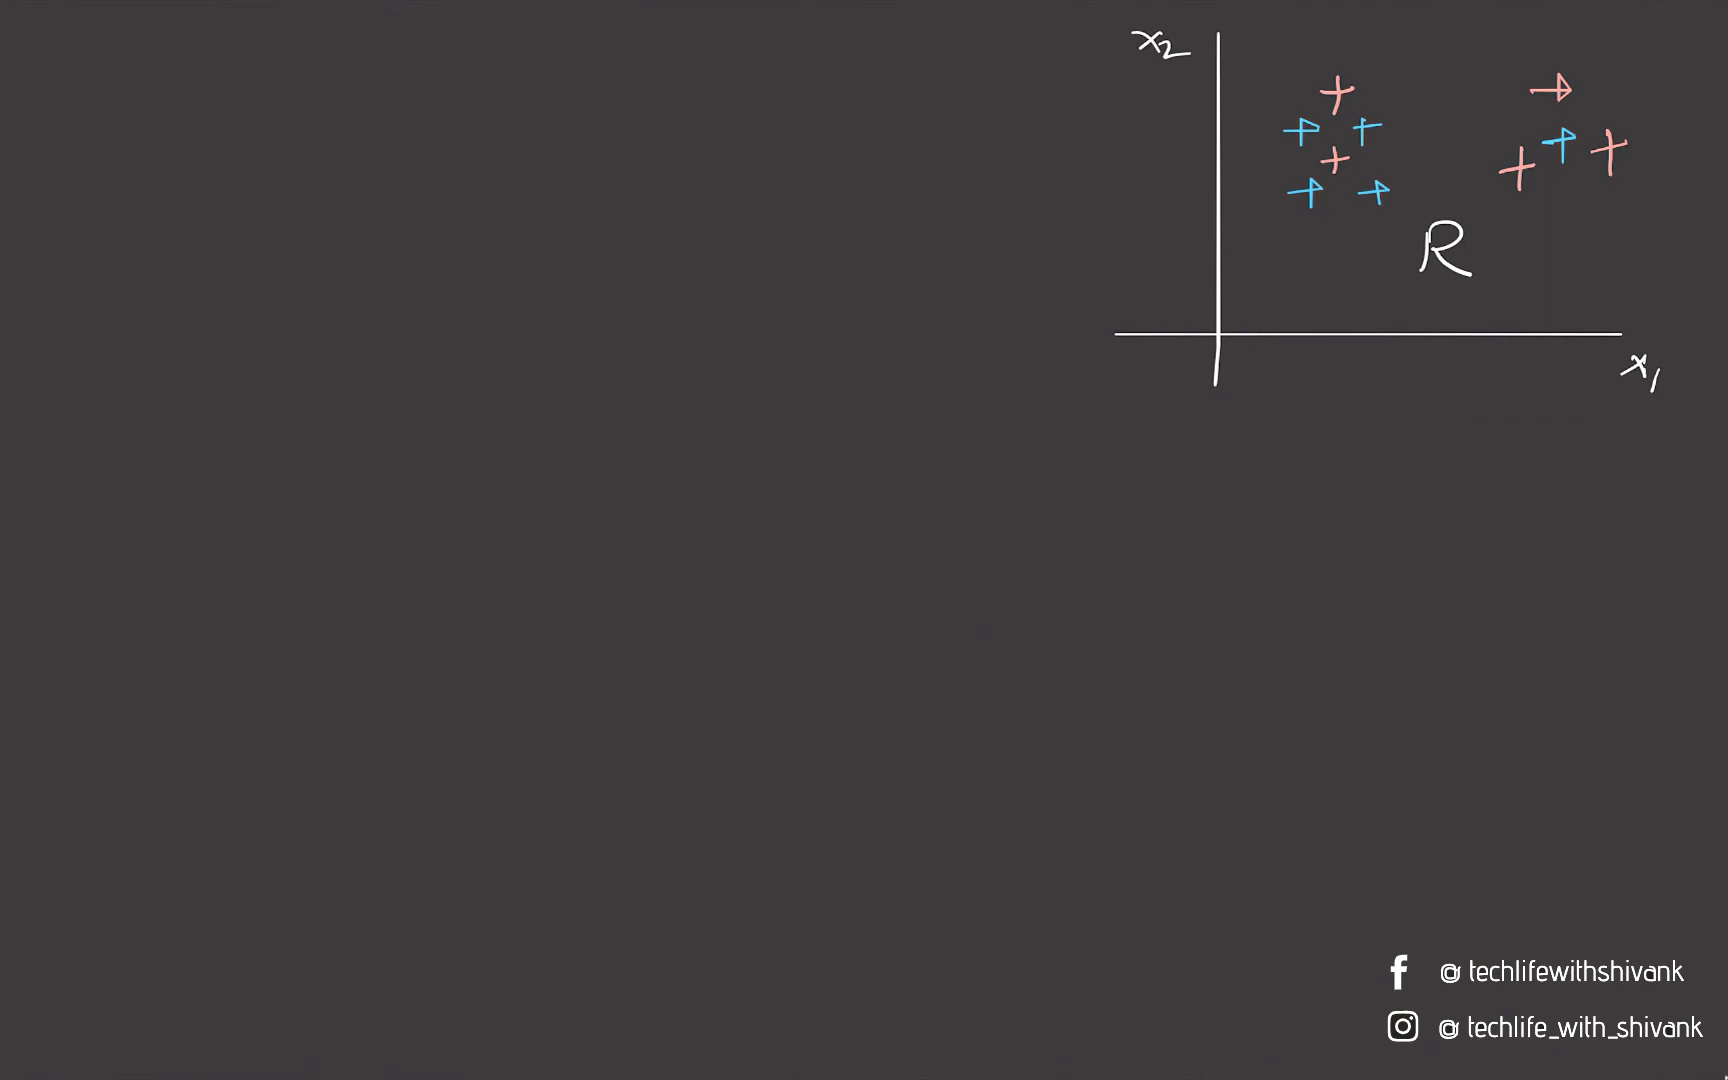 x₂
R
x₁
@ techlifewithshivank
@ techlife_with_shivank